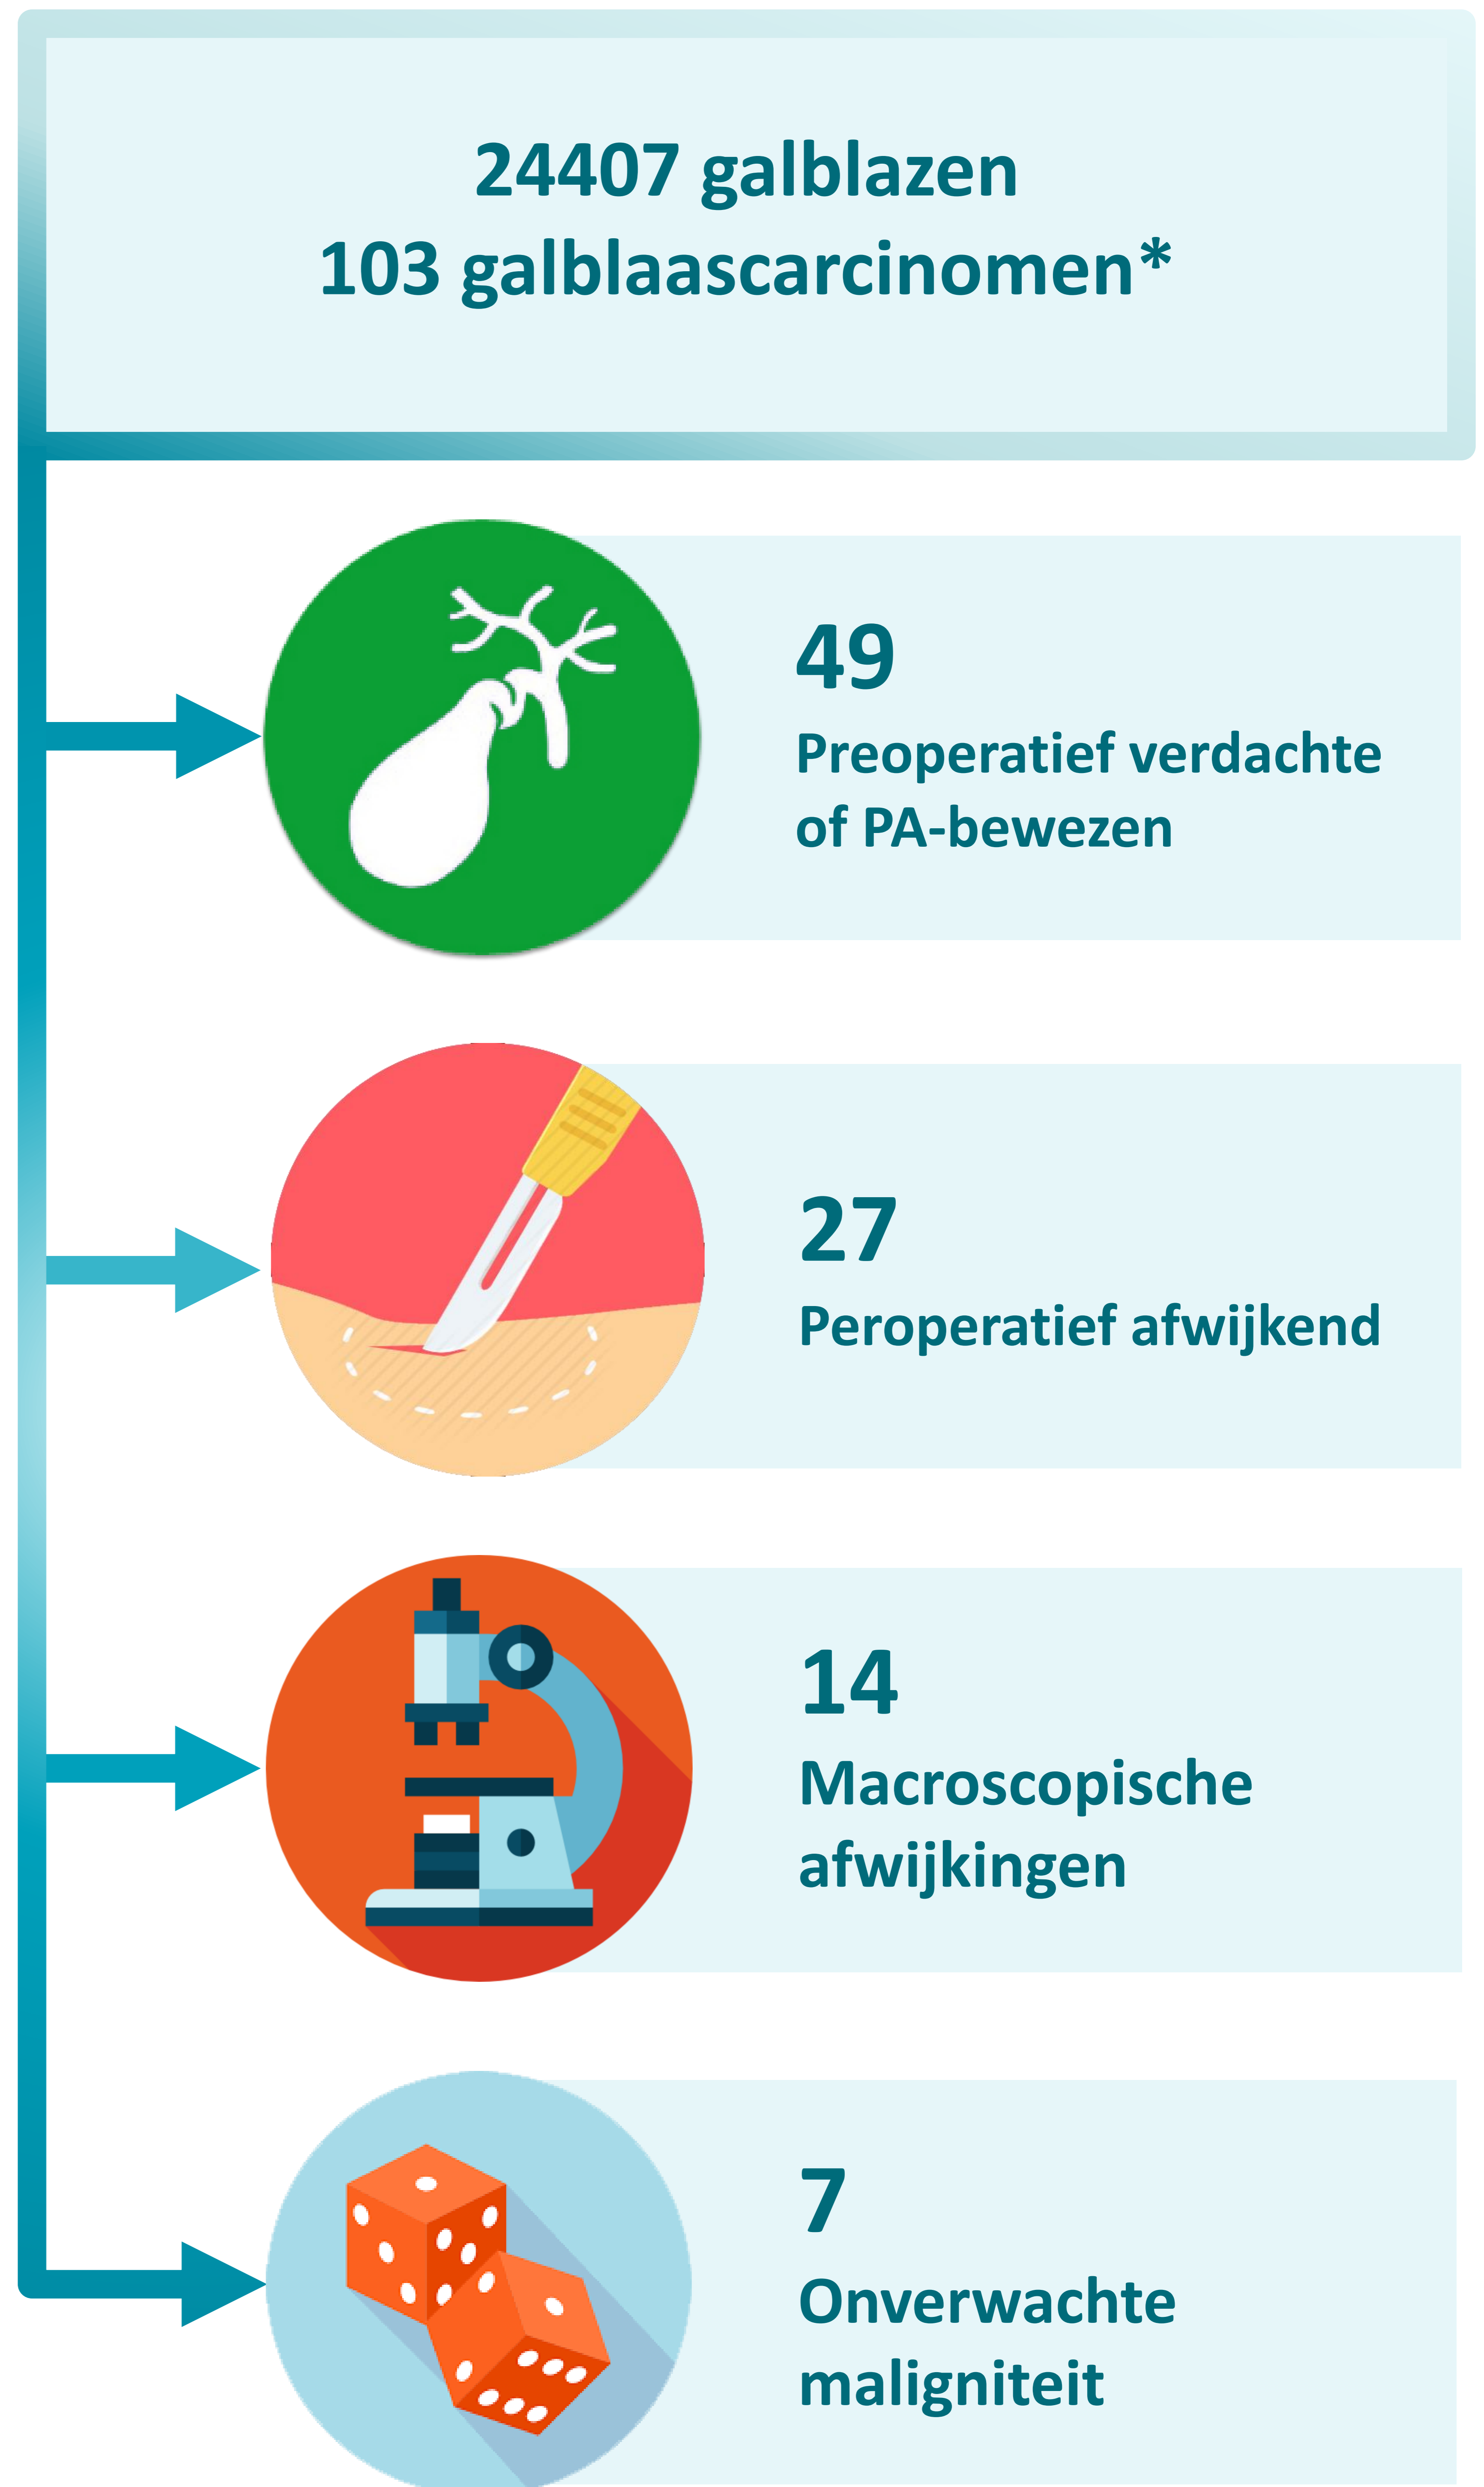 24407 galblazen
103 galblaascarcinomen*
49
Preoperatief verdachte
of PA-bewezen
27
Peroperatief afwijkend
14
Macroscopische
afwijkingen
7
Onverwachte
maligniteit